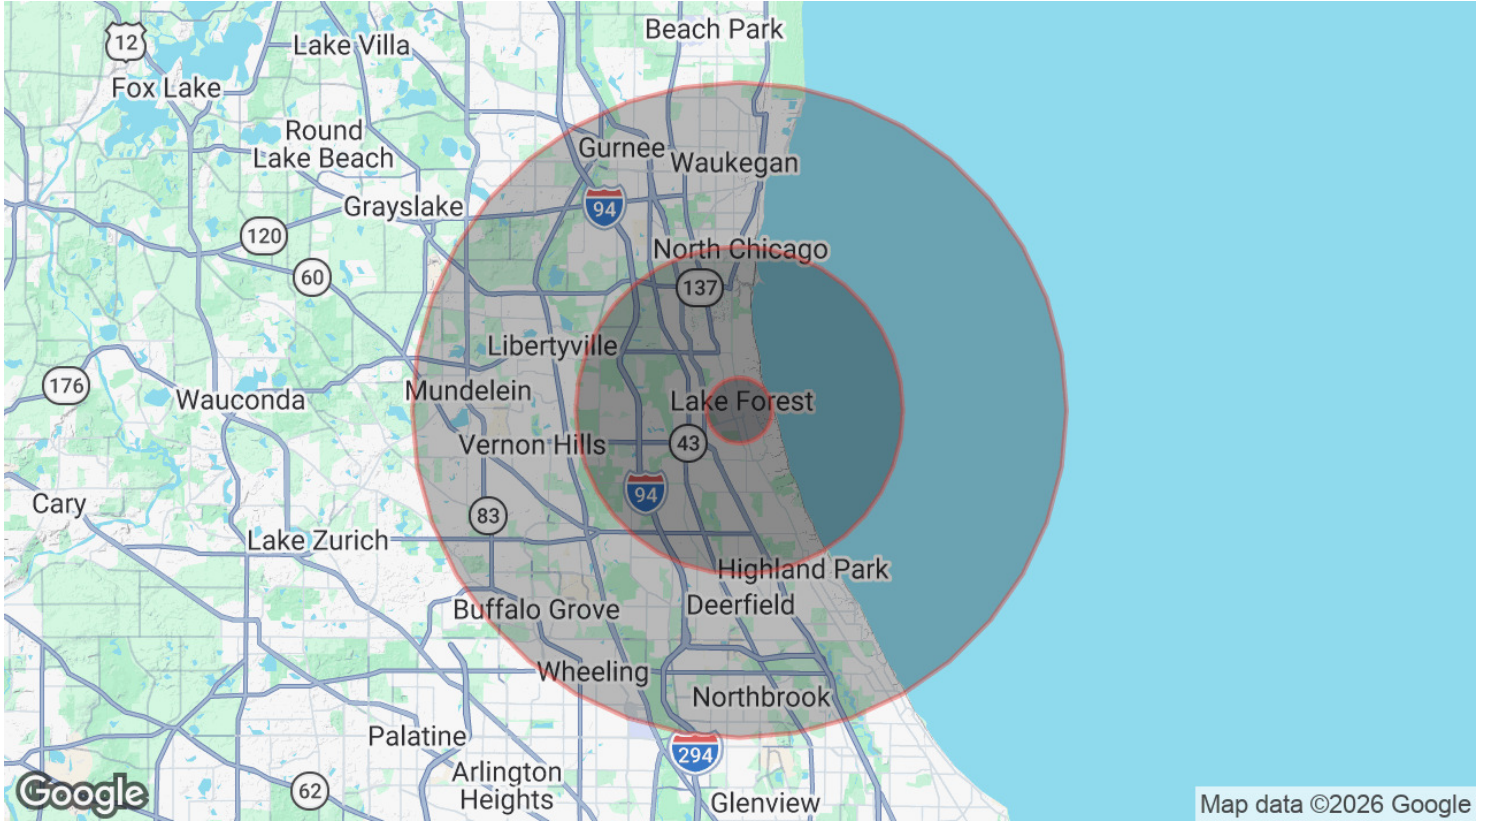 Beach Park
12
Lake Villa
Fox Lake
Round
Lake Beach
Gurnee
Waukegan
Grayslake
94
120
North Chicago
60
137
Libertyville
176
Mundelein
Wauconda
Lake Forest
Vernon Hills
43
94
Cary
83
Lake Zurich
Highland Park
Buffalo Grove
Deerfield
Wheeling
Northbrook
Palatine
294
Arlington
Heights
62
Google
Glenview
Map data ©2026 Google